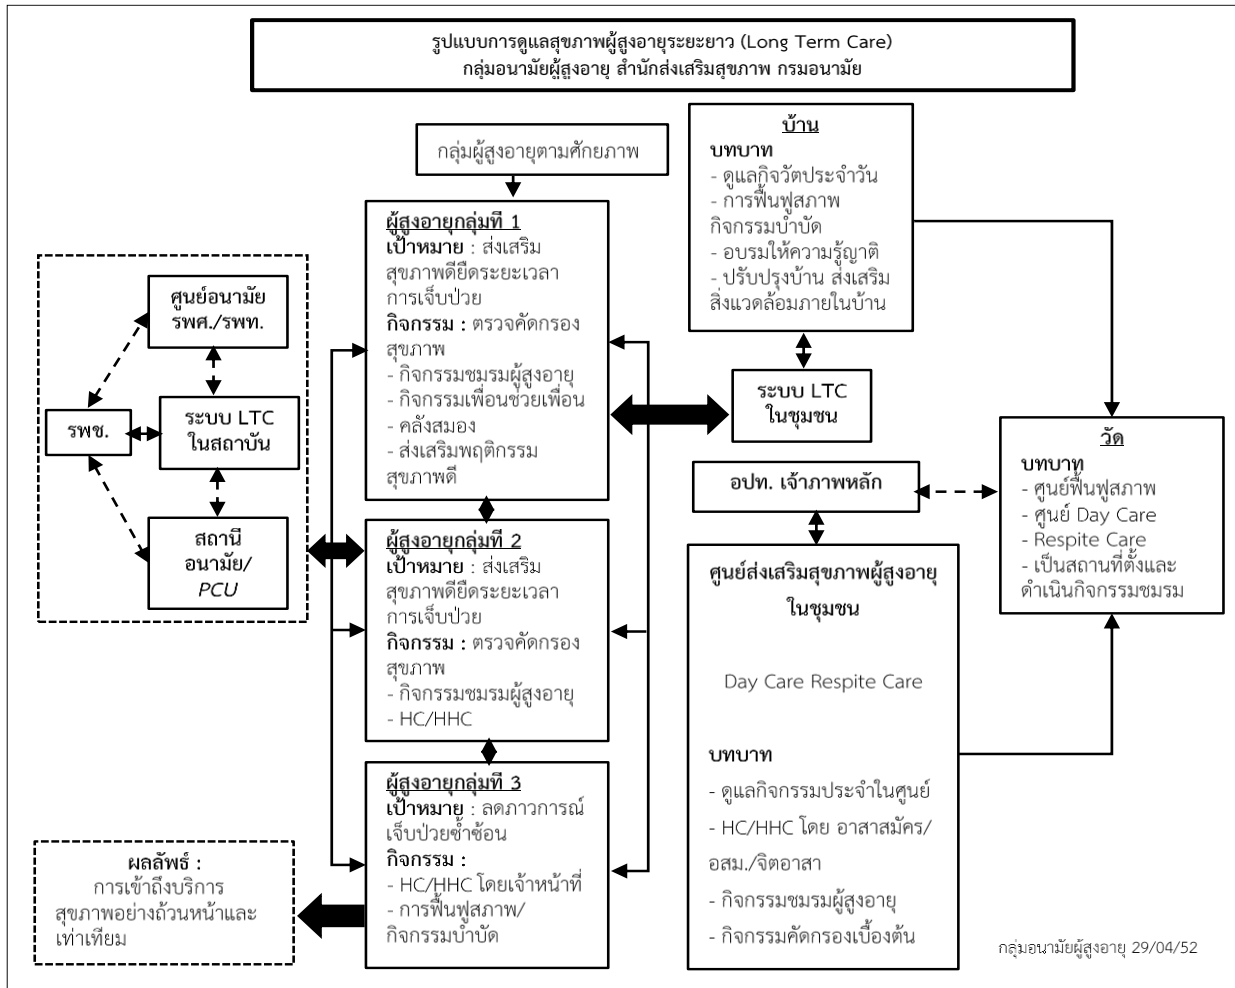 รูปแบบการดูแลสุขภาพผู้สูงอายุระยะยาว (Long Term Care)
กลุ่มอนามัยผู้สูงอายุ สำนักส่งเสริมสุขภาพ กรมอนามัย
กลุ่มผู้สูงอายุตามศักยภาพ
ผู้สูงอายุกลุ่มที่ 1
เป้าหมาย : ส่งเสริม
สุขภาพดียืดระยะเวลา
การเจ็บป่วย
กิจกรรม : ตรวจคัดกรอง
สุขภาพ
- กิจกรรมชมรมผู้สูงอายุ
- กิจกรรมเพื่อนช่วยเพื่อน
- คลังสมอง
- ส่งเสริมพฤติกรรม
สุขภาพดี
ผู้สูงอายุกลุ่มที่ 2
เป้าหมาย : ส่งเสริม
สุขภาพดียืดระยะเวลา
การเจ็บป่วย
กิจกรรม : ตรวจคัดกรอง
สุขภาพ
- กิจกรรมชมรมผู้สูงอายุ
- HC/HHC
ผู้สูงอายุกลุ่มที่ 3
เป้าหมาย : ลดภาวการณ์
เจ็บป่วยซ้ำซ้อน
กิจกรรม :
- HC/HHC โดยเจ้าหน้าที่
- การฟื้นฟูสภาพ/
กิจกรรมบำบัด
ศูนย์อนามัย
รพศ./รพท.
รพช.
ระบบ LTC
ในสถาบัน
สถานี
อนามัย/
PCU
ผลลัพธ์ :
การเข้าถึงบริการ
สุขภาพอย่างถ้วนหน้าและ
เท่าเทียม
บ้าน
บทบาท
- ดูแลกิจวัตประจำวัน
- การฟื้นฟูสภาพ
กิจกรรมบำบัด
- อบรมให้ความรู้ญาติ
- ปรับปรุงบ้าน ส่งเสริม
สิ่งแวดล้อมภายในบ้าน
ระบบ LTC
ในชุมชน
อปท. เจ้าภาพหลัก
ศูนย์ส่งเสริมสุขภาพผู้สูงอายุ
ในชุมชน
Day Care Respite Care
บทบาท
- ดูแลกิจกรรมประจำในศูนย์
- HC/HHC โดย อาสาสมัคร/
อสม./จิตอาสา
- กิจกรรมชมรมผู้สูงอายุ
- กิจกรรมคัดกรองเบื้องต้น
วัด
บทบาท
- ศูนย์ฟื้นฟูสภาพ
- ศูนย์ Day Care
- Respite Care
- เป็นสถานที่ตั้งและ
ดำเนินกิจกรรมชมรม
กลุ่มอนามัยผู้สูงอายุ 29/04/52